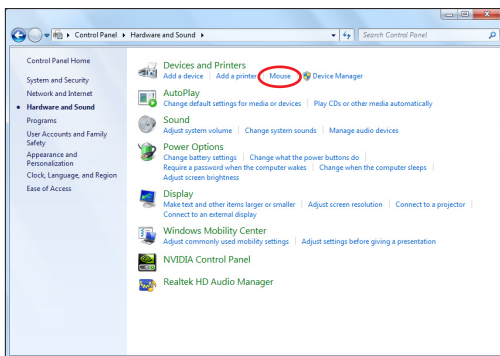 Control Panel ▸ Hardware and Sound ▸
Search Control Panel
Control Panel Home
System and Security
Network and Internet
Hardware and Sound
Programs
User Accounts and Family
Safety
Appearance and
Personalization
Clock, Language, and Region
Ease of Access
Devices and Printers
Add a device | Add a printer | Mouse | Device Manager
AutoPlay
Change default settings for media or devices | Play CDs or other media automatically
Sound
Adjust system volume | Change system sounds | Manage audio devices
Power Options
Change battery settings | Change what the power buttons do |
Require a password when the computer wakes | Change when the computer sleeps |
Adjust screen brightness
Display
Make text and other items larger or smaller | Adjust screen resolution | Connect to a projector |
Connect to an external display
Windows Mobility Center
Adjust commonly used mobility settings | Adjust settings before giving a presentation
NVIDIA Control Panel
Realtek HD Audio Manager